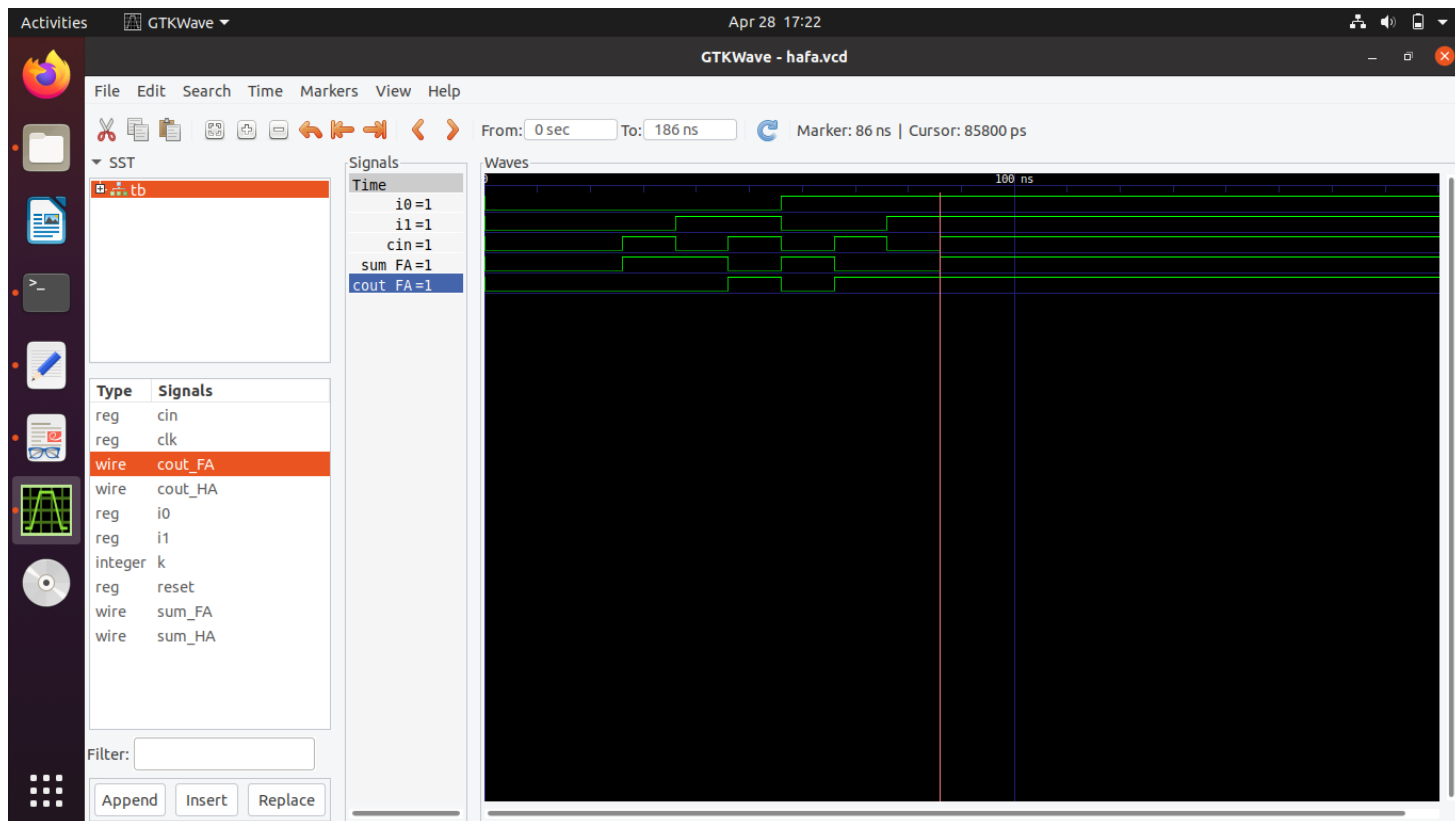 Activities GTKWave Apr 28 17:22
GTKWave - hafa.vcd
File Edit Search Time Markers View Help
From: 0 sec To: 186 ns Marker: 86 ns | Cursor: 85800 ps
SST
tb
Type Signals
reg cin
reg clk
wire cout_FA
wire cout_HA
reg i0
reg i1
integer k
reg reset
wire sum_FA
wire sum_HA
Filter:
Append Insert Replace
Signals
Time
i0=1
i1=1
cin=1
sum FA=1
cout FA=1
Waves
0 100 ns